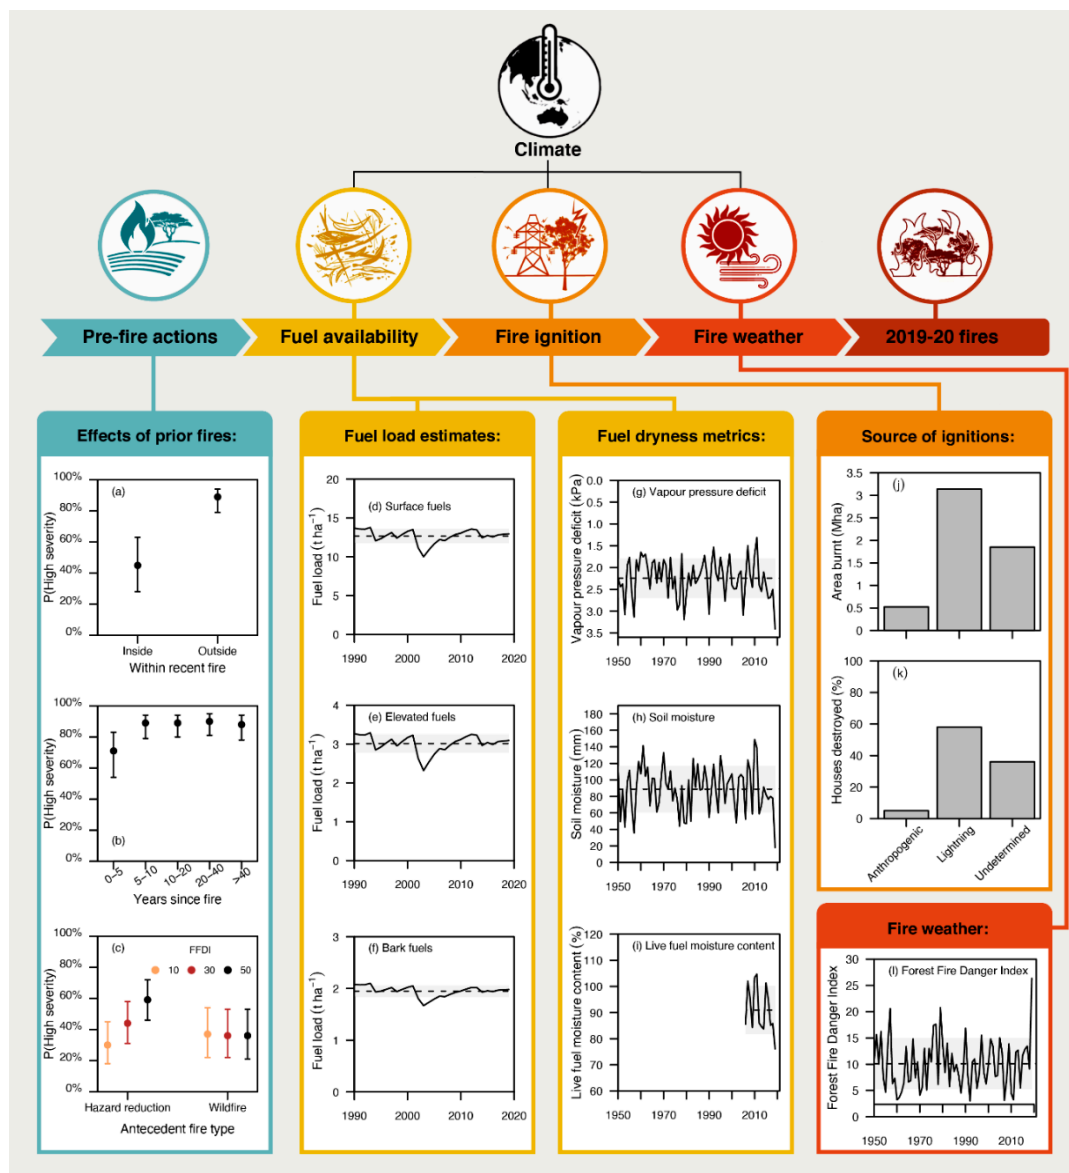 Climate
Pre-fire actions
Fuel availability
Fire ignition
Fire weather
2019-20 fires
Effects of prior fires:
(a)
P(High severity)
100%
80%
60%
40%
20%
0%
Inside
Outside
Within recent fire
(b)
P(High severity)
100%
80%
60%
40%
20%
0%
0−5
5−10
10−20
20−40
>40
Years since fire
(c)
FFDI
10
30
50
P(High severity)
100%
80%
60%
40%
20%
0%
Hazard reduction
Wildfire
Antecedent fire type
Fuel load estimates:
(d) Surface fuels
Fuel load (t ha⁻¹)
20
15
10
5
0
1990
2000
2010
2020
(e) Elevated fuels
Fuel load (t ha⁻¹)
4
3
2
1
0
1990
2000
2010
2020
(f) Bark fuels
Fuel load (t ha⁻¹)
3
2
1
0
1990
2000
2010
2020
Fuel dryness metrics:
(g) Vapour pressure deficit
Vapour pressure deficit (kPa)
0.0
0.5
1.0
1.5
2.0
2.5
3.0
3.5
1950
1970
1990
2010
(h) Soil moisture
Soil moisture (mm)
180
160
140
120
100
80
60
40
20
0
1950
1970
1990
2010
(i) Live fuel moisture content
Live fuel moisture content (%)
120
110
100
90
80
70
60
1950
1970
1990
2010
Source of ignitions:
(j)
Area burnt (Mha)
3.5
3
2.5
2
1.5
1
0.5
0
(k)
Houses destroyed (%)
100
80
60
40
20
0
Anthropogenic
Lightning
Undetermined
Fire weather:
(l) Forest Fire Danger Index
Forest Fire Danger Index
30
25
20
15
10
5
0
1950
1970
1990
2010